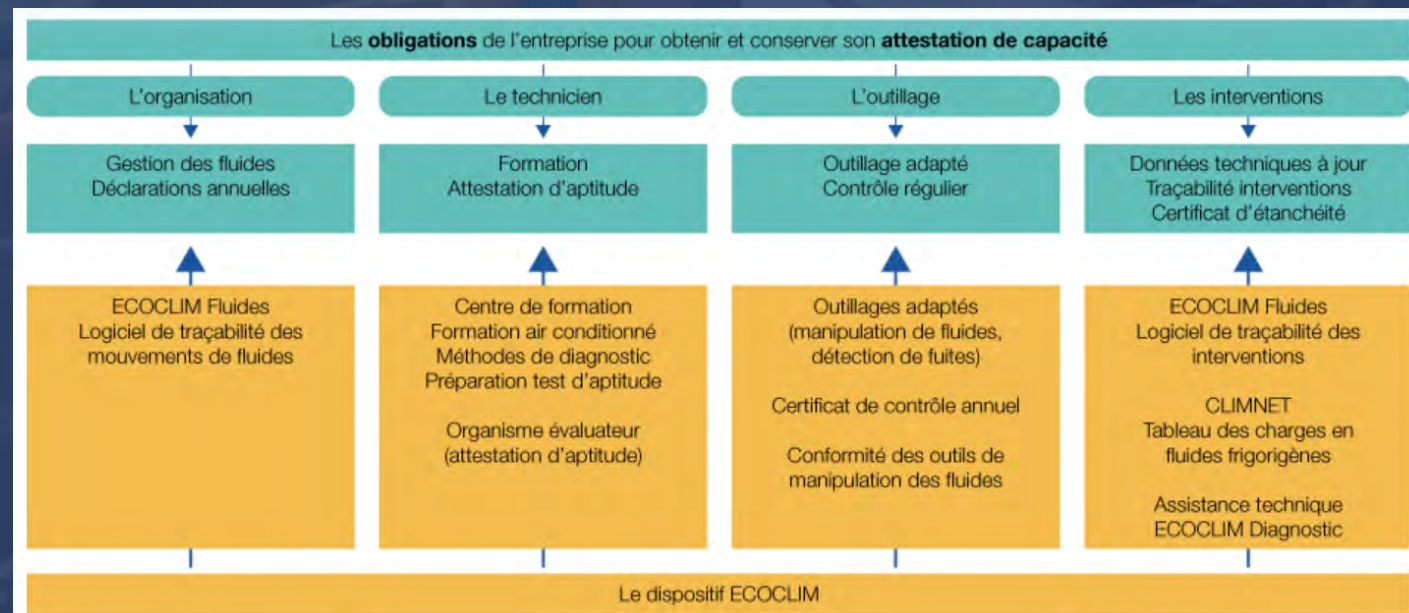 Les obligations de l'entreprise pour obtenir et conserver son attestation de capacité
L'organisation
Le technicien
L'outillage
Les interventions
Gestion des fluides
Déclarations annuelles
Formation
Attestation d'aptitude
Outillage adapté
Contrôle régulier
Données techniques à jour
Traçabilité interventions
Certificat d'étanchéité
ECOCLIM Fluides
Logiciel de traçabilité des
mouvements de fluides
Centre de formation
Formation air conditionné
Méthodes de diagnostic
Préparation test d'aptitude
Organisme évaluateur
(attestation d'aptitude)
Outillages adaptés
(manipulation de fluides,
détection de fuites)
Certificat de contrôle annuel
Conformité des outils de
manipulation des fluides
ECOCLIM Fluides
Logiciel de traçabilité des
interventions
CLIMNET
Tableau des charges en
fluides frigorigènes
Assistance technique
ECOCLIM Diagnostic
Le dispositif ECOCLIM